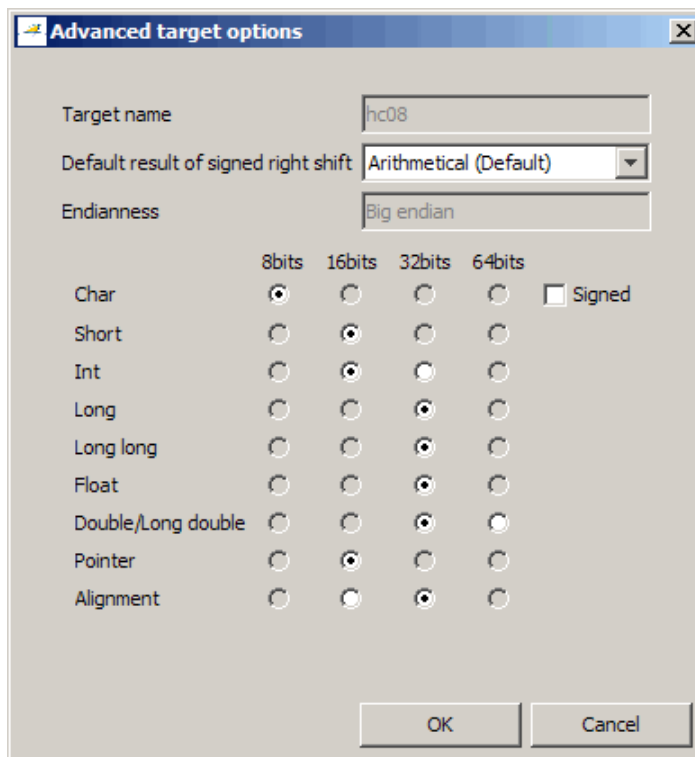 Advanced target options
Target name hc08
Default result of signed right shift Arithmetical (Default)
Endianness Big endian
8bits 16bits 32bits 64bits
Char Signed
Short
Int
Long
Long long
Float
Double/Long double
Pointer
Alignment
OK Cancel